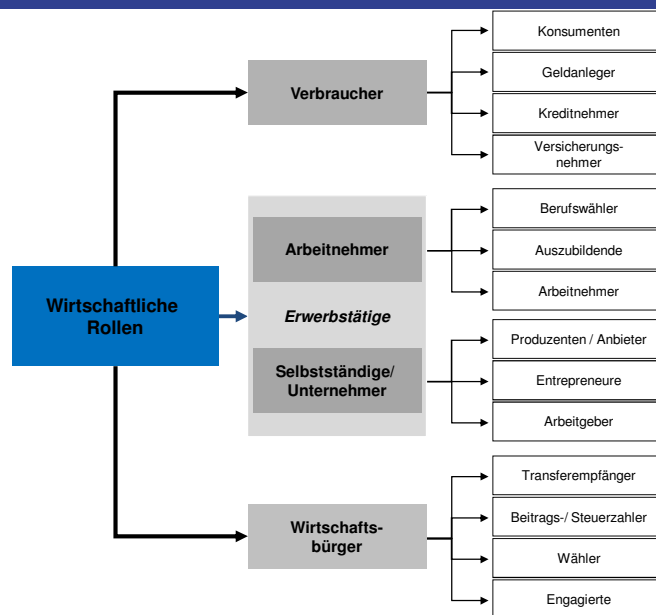 Konsumenten
Geldanleger
Verbraucher
Kreditnehmer
Versicherungs-
nehmer
Berufswähler
Arbeitnehmer
Auszubildende
Arbeitnehmer
Wirtschaftliche
Rollen
Erwerbstätige
Produzenten / Anbieter
Selbstständige/
Unternehmer
Entrepreneure
Arbeitgeber
Transferempfänger
Beitrags-/ Steuerzahler
Wirtschafts-
bürger
Wähler
Engagierte